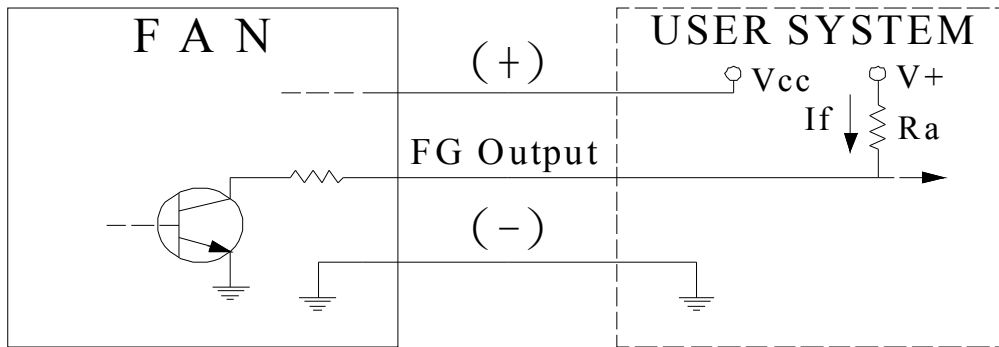 F A N
USER SYSTEM
(+)
Vcc
V+
If
Ra
FG Output
(-)